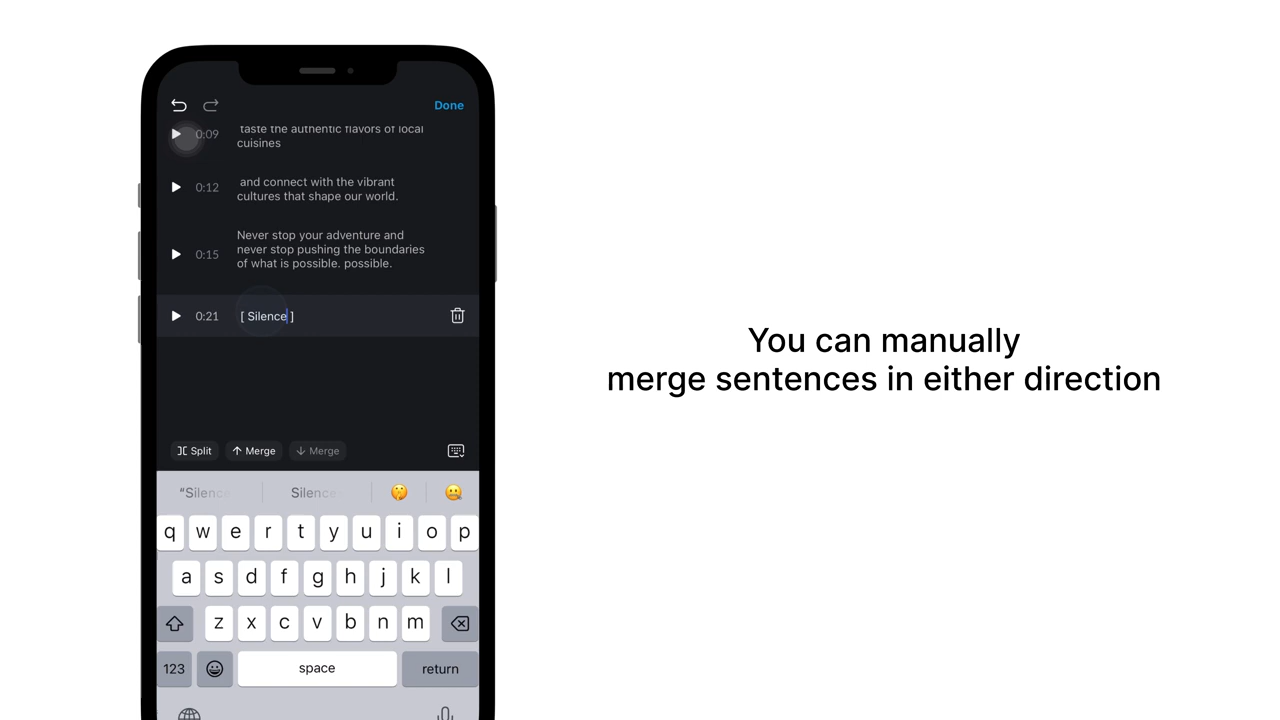 Done
0:09
taste the authentic flavors of local
cuisines
0:12
and connect with the vibrant
cultures that shape our world.
0:15
Never stop your adventure and
never stop pushing the boundaries
of what is possible. possible.
0:21
[ Silence ]
Split
Merge
Merge
"Silence
Silence
q w e r t y u i o p
a s d f g h j k l
z x c v b n m
123
space
return
You can manually
merge sentences in either direction